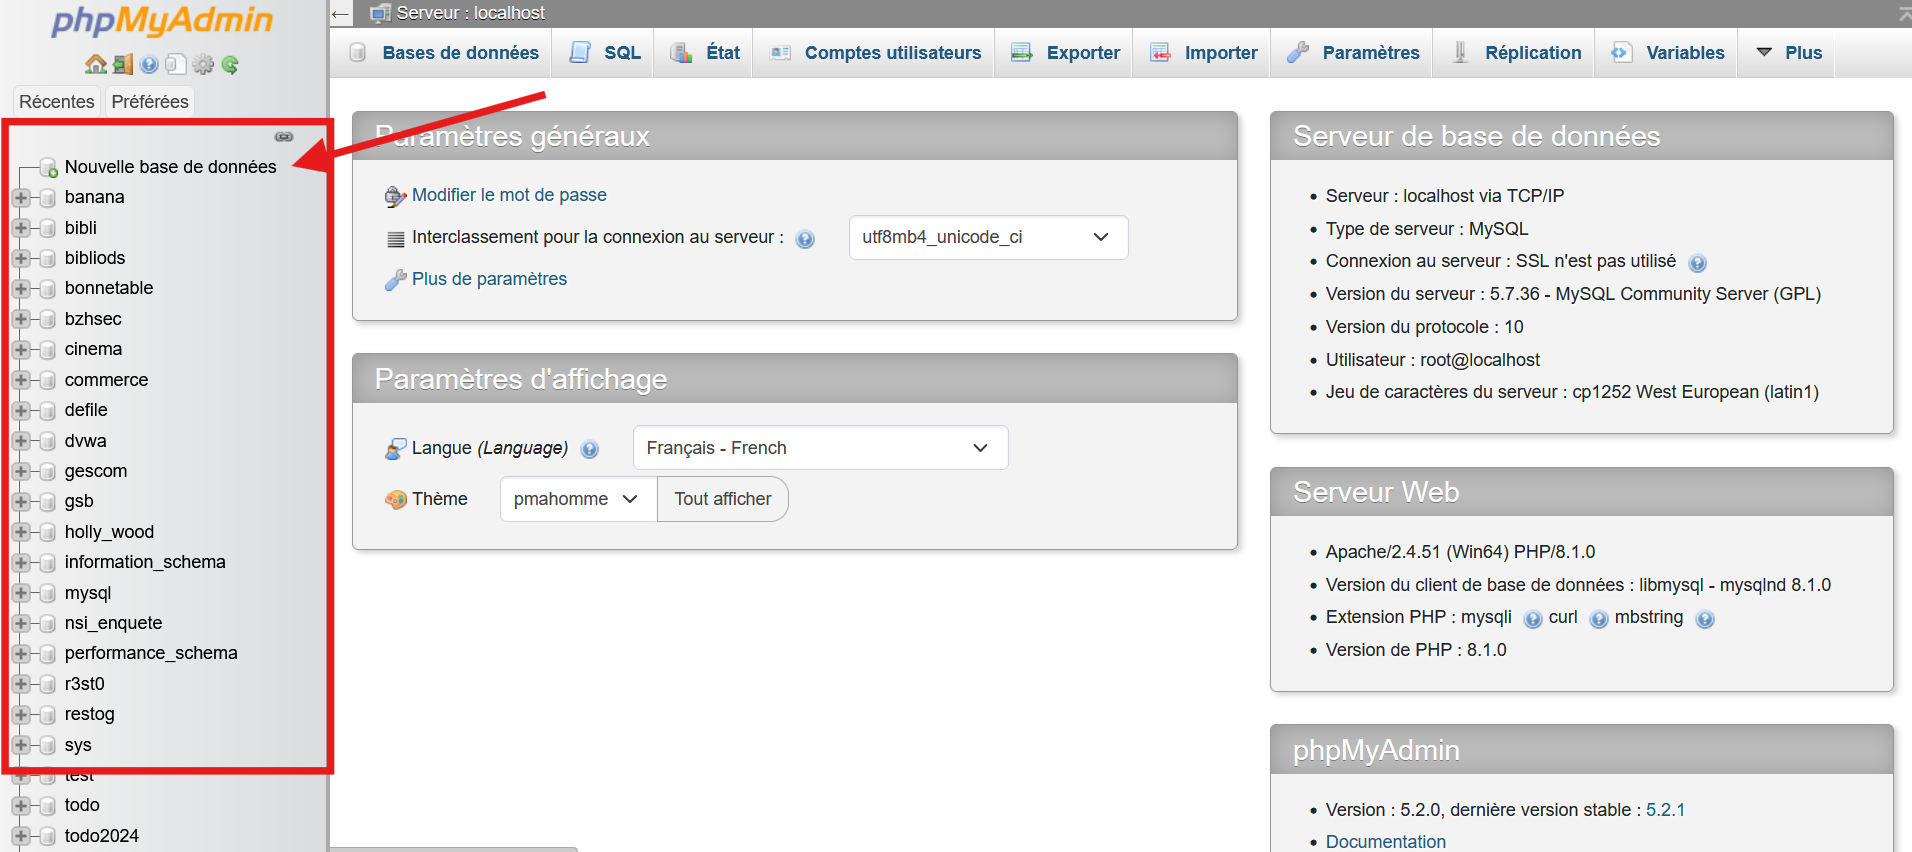 phpMyAdmin
Récentes
Préférées
Nouvelle base de données
banana
bibli
bibliods
bonnetable
bzhsec
cinema
commerce
defile
dvwa
gescom
gsb
holly_wood
information_schema
mysql
nsi_enquete
performance_schema
r3st0
restog
sys
test
todo
todo2024
Serveur : localhost
Bases de données
SQL
État
Comptes utilisateurs
Exporter
Importer
Paramètres
Réplication
Variables
Plus
Paramètres généraux
Modifier le mot de passe
Interclassement pour la connexion au serveur :
utf8mb4_unicode_ci
Plus de paramètres
Paramètres d'affichage
Langue (Language)
Français - French
Thème
pmahomme
Tout afficher
Serveur de base de données
Serveur : localhost via TCP/IP
Type de serveur : MySQL
Connexion au serveur : SSL n'est pas utilisé
Version du serveur : 5.7.36 - MySQL Community Server (GPL)
Version du protocole : 10
Utilisateur : root@localhost
Jeu de caractères du serveur : cp1252 West European (latin1)
Serveur Web
Apache/2.4.51 (Win64) PHP/8.1.0
Version du client de base de données : libmysql - mysqlnd 8.1.0
Extension PHP : mysqli curl mbstring
Version de PHP : 8.1.0
phpMyAdmin
Version : 5.2.0, dernière version stable : 5.2.1
Documentation